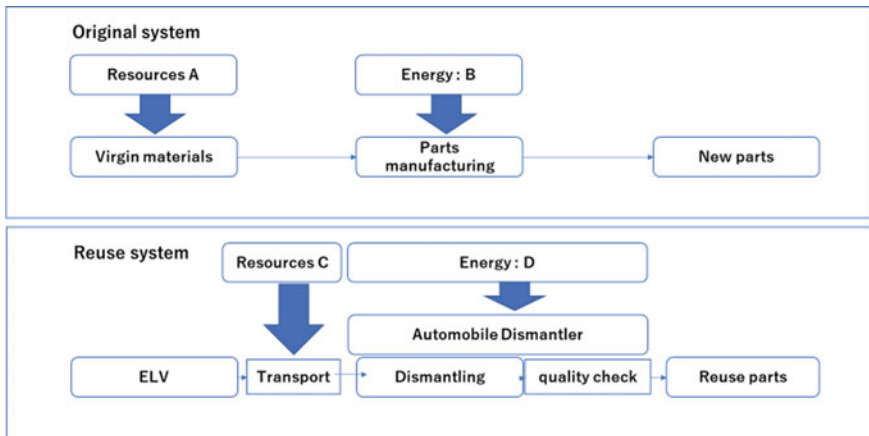 Original system
Resources A
Energy : B
Virgin materials
Parts
manufacturing
New parts
Reuse system
Resources C
Energy : D
Automobile Dismantler
ELV
Transport
Dismantling
quality check
Reuse parts